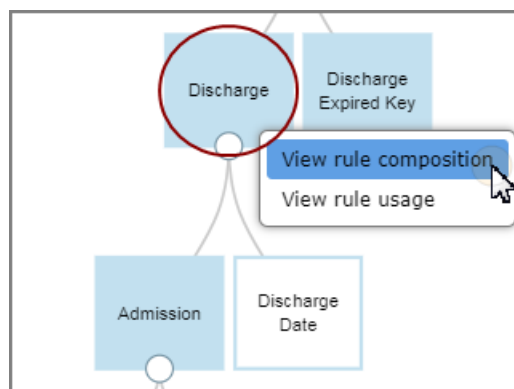 Discharge
Discharge
Expired Key
View rule composition
View rule usage
Admission
Discharge
Date